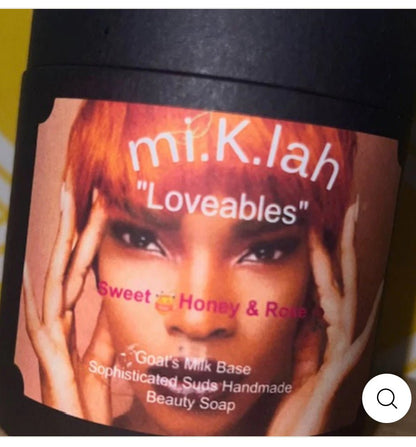 mi.K.lah
"Loveables"
Sweet 🍯 Honey & Rose
Goat's Milk Base
Sophisticated Suds Handmade
Beauty Soap